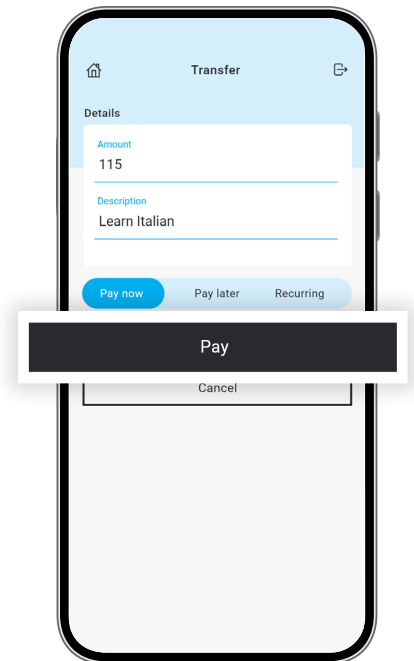 Transfer
Details
Amount
115
Description
Learn Italian
Pay now Pay later Recurring
Pay
Cancel